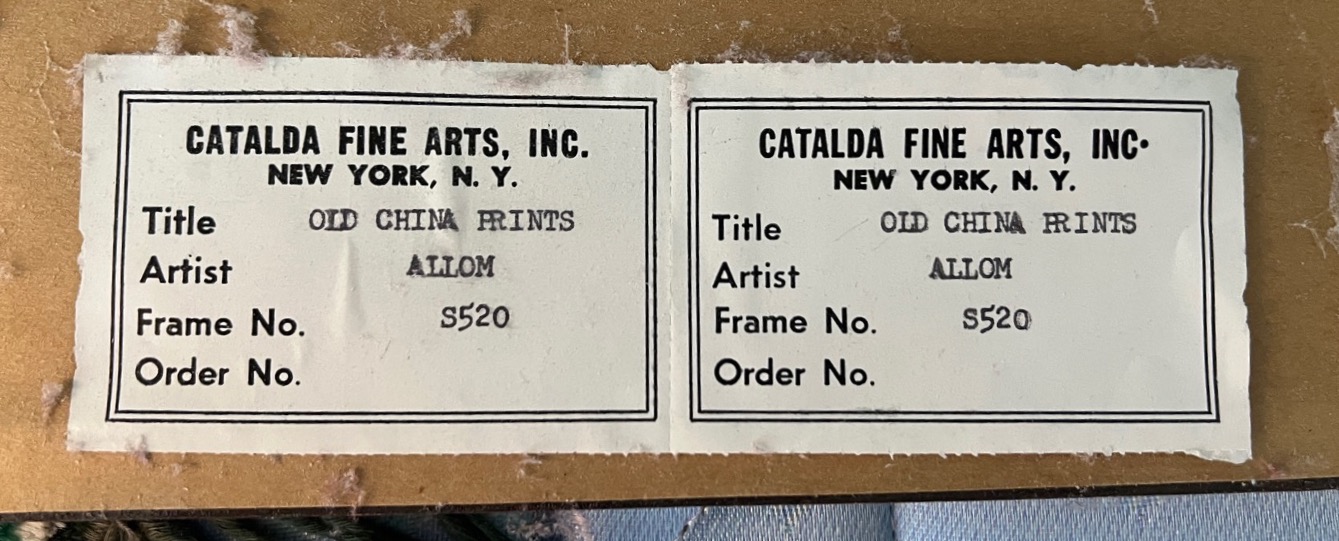 CATALDA FINE ARTS, INC.
NEW YORK, N. Y.
Title OLD CHINA PRINTS
Artist ALLOM
Frame No. S520
Order No.
CATALDA FINE ARTS, INC.
NEW YORK, N. Y.
Title OLD CHINA PRINTS
Artist ALLOM
Frame No. S520
Order No.